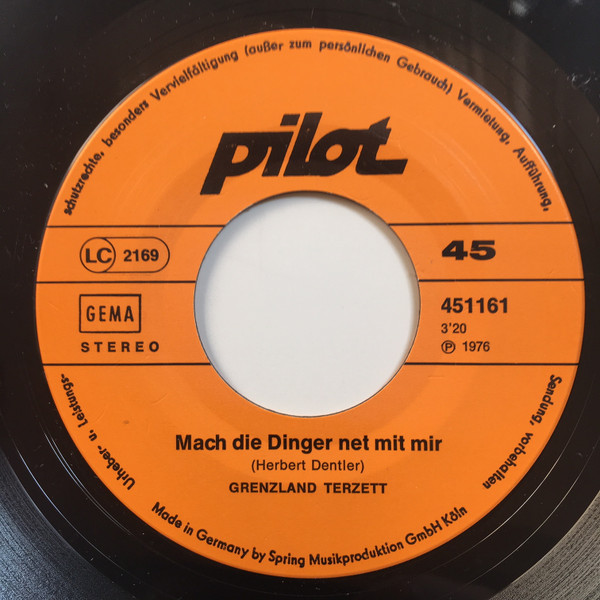 schutzrechte, besonders Vervielfältigung (außer zum persönlichen Gebrauch) Vermietung, Aufführung,
pilot
LC 2169
45
GEMA
451161
3'20
STEREO
℗ 1976
Urheber- u. Leistungs-
Sendung, vorbehalten
Mach die Dinger net mit mir
(Herbert Dentler)
GRENZLAND TERZETT
Made in Germany by Spring Musikproduktion GmbH Köln